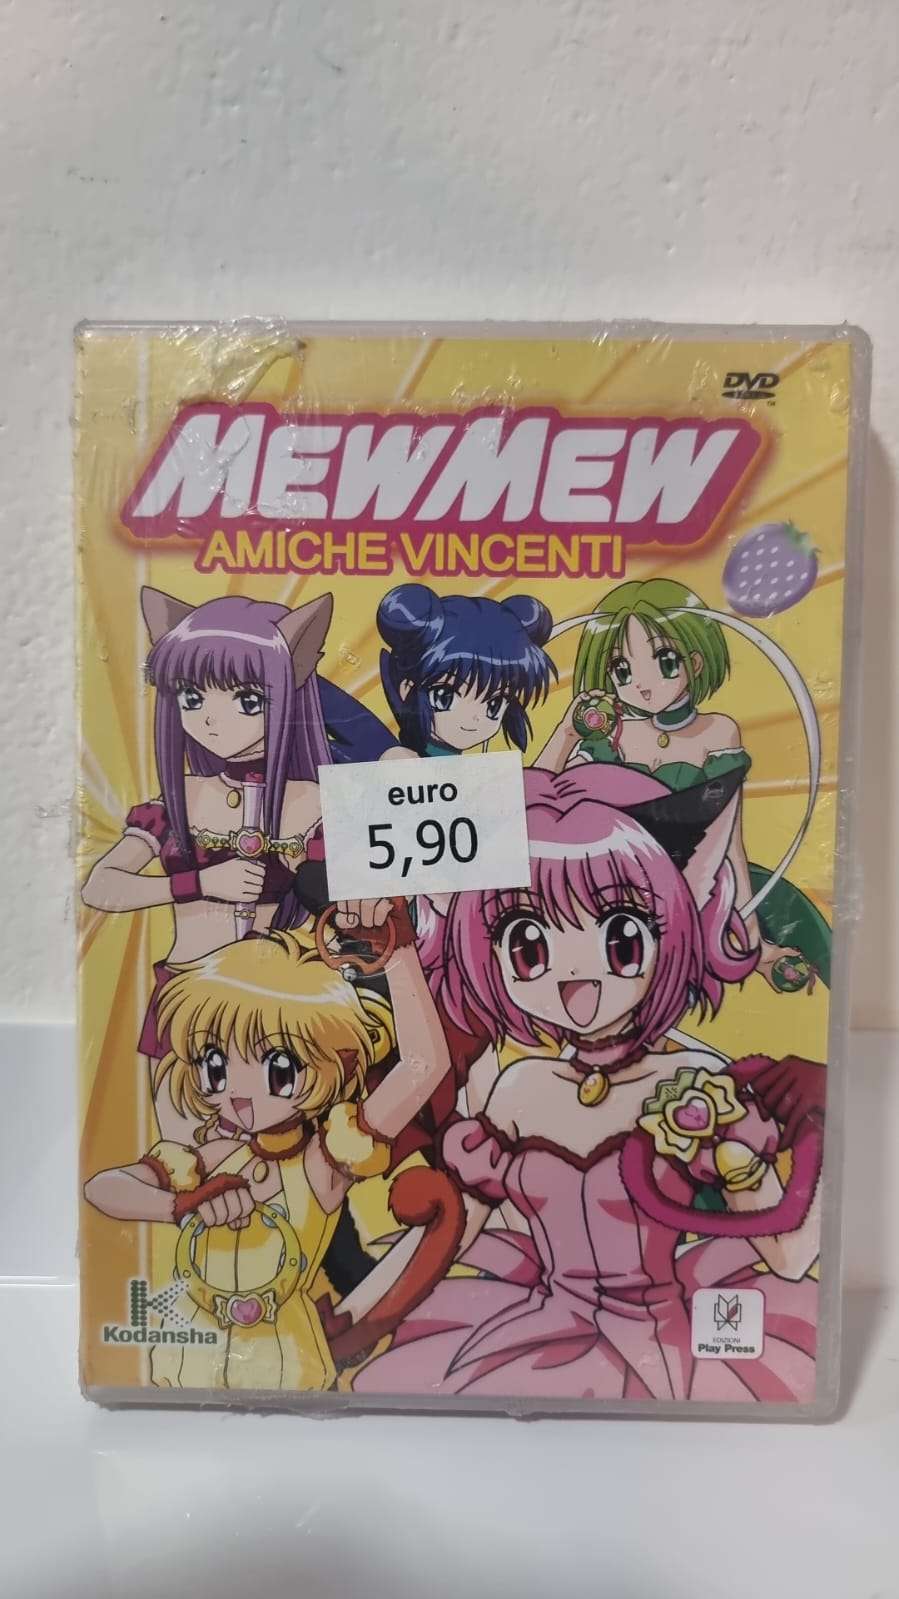 DVD
MEWMEW
AMICHE VINCENTI
euro
5,90
Kodansha
EDIZIONI
Play Press